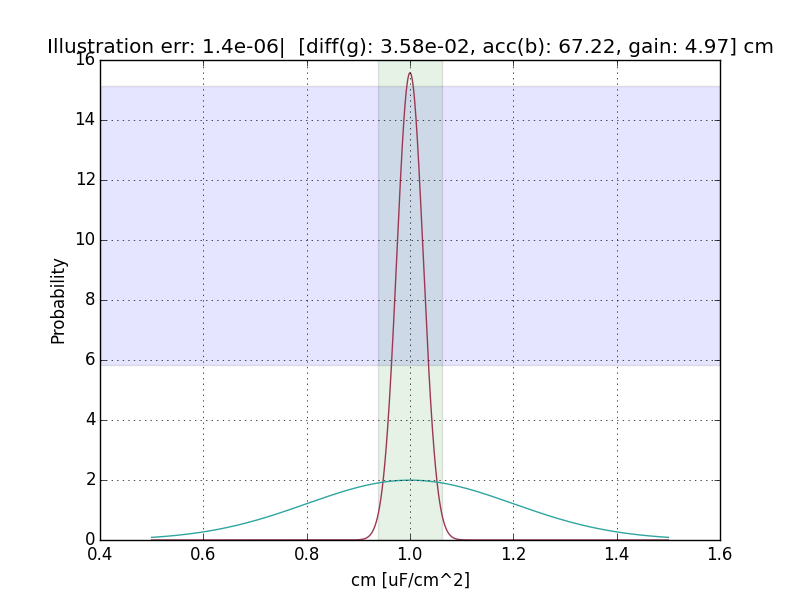 Illustration err: 1.4e-06|  [diff(g): 3.58e-02, acc(b): 67.22, gain: 4.97] cm
16
14
12
10
8
6
4
2
0
Probability
0.4 0.6 0.8 1.0 1.2 1.4 1.6
cm [uF/cm^2]